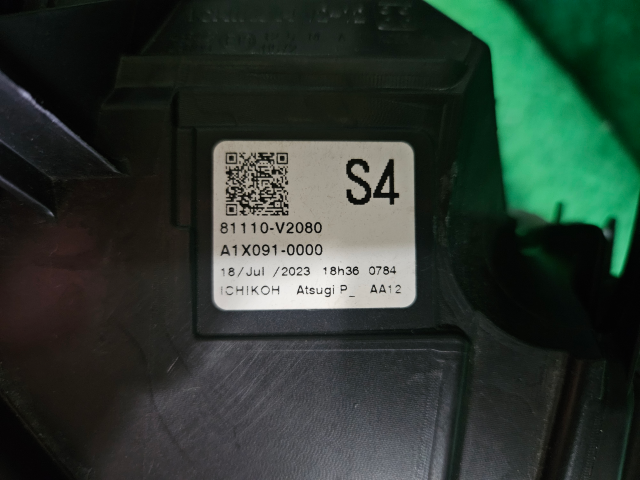 S4
81110-V2080
A1X091-0000
18/Jul /2023 18h36 0784
ICHIKOH Atsugi P_ AA12